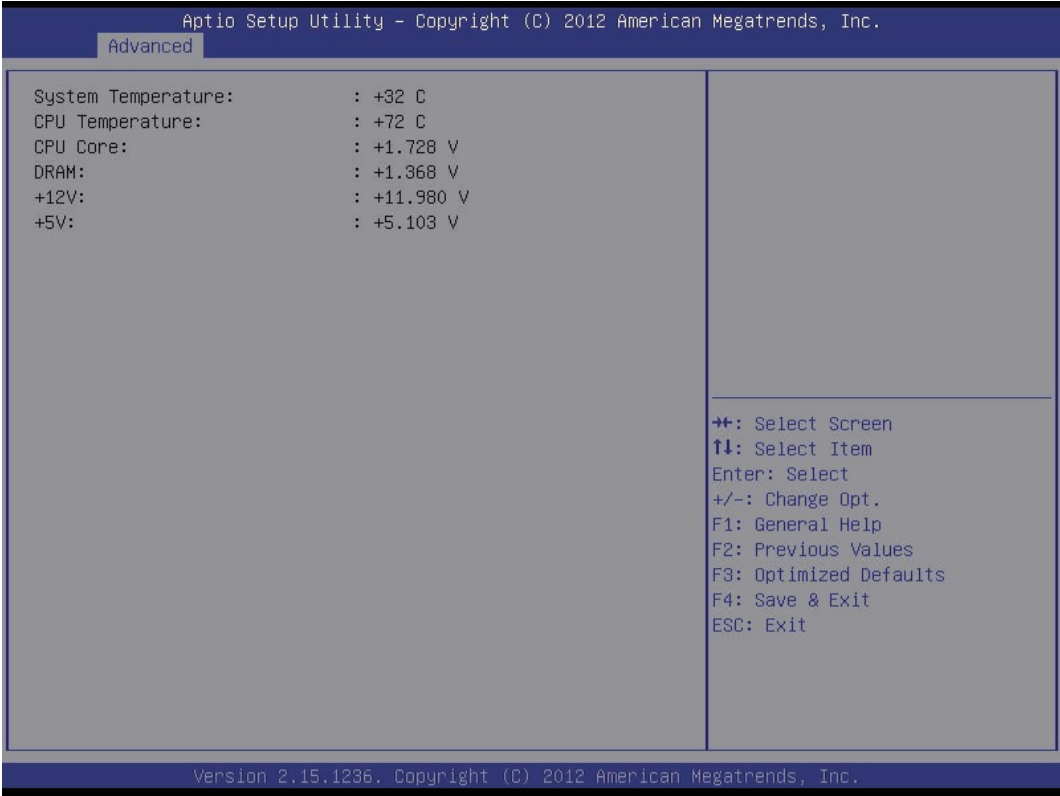 Aptio Setup Utility – Copyright (C) 2012 American Megatrends, Inc.
Advanced
System Temperature: : +32 C
CPU Temperature: : +72 C
CPU Core: : +1.728 V
DRAM: : +1.368 V
+12V: : +11.980 V
+5V: : +5.103 V
→←: Select Screen
↑↓: Select Item
Enter: Select
+/-: Change Opt.
F1: General Help
F2: Previous Values
F3: Optimized Defaults
F4: Save & Exit
ESC: Exit
Version 2.15.1236. Copyright (C) 2012 American Megatrends, Inc.